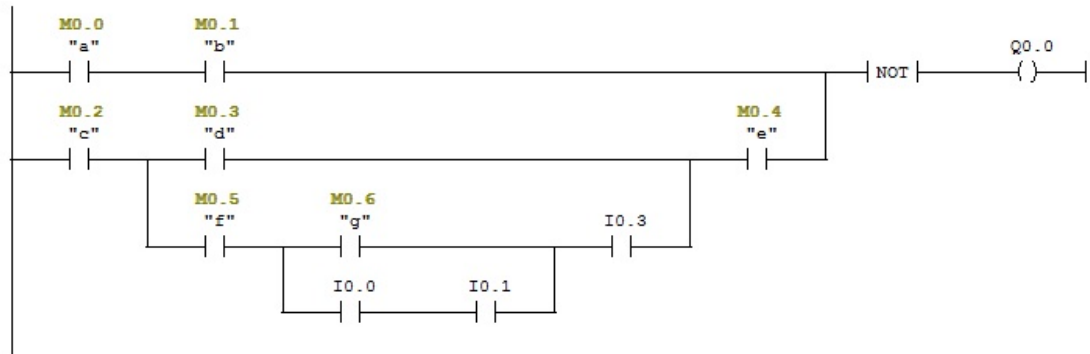 M0.0 M0.1
"a" "b" Q0.0
NOT
M0.2 M0.3 M0.4
"c" "d" "e"
M0.5 M0.6
"f" "g" I0.3
I0.0 I0.1